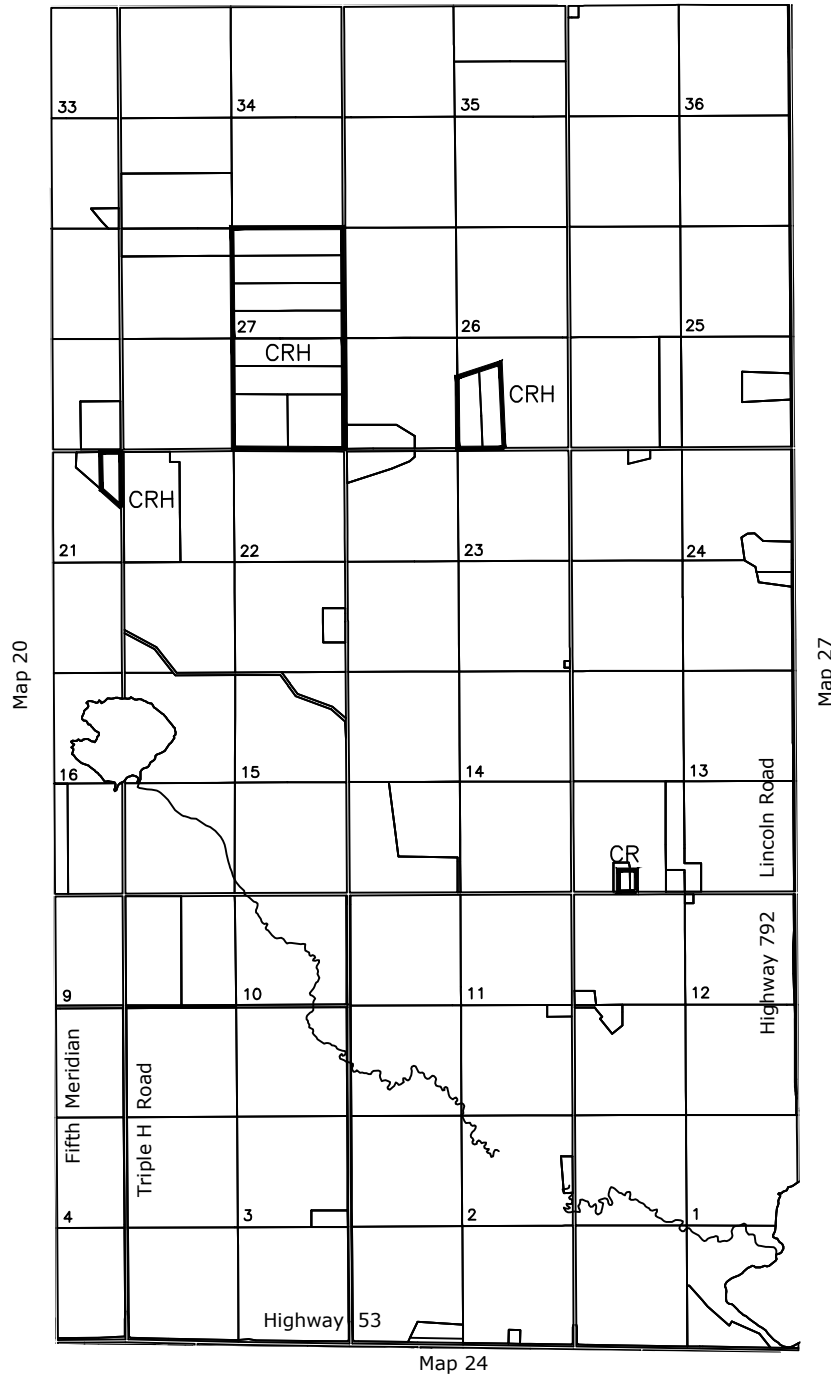 33
34
35
36
27
26
25
CRH
CRH
CRH
21
22
23
24
Map 20
Map 27
16
15
14
13
Lincoln Road
CR
9
10
11
12
Highway 792
Fifth Meridian
Triple H Road
4
3
2
1
Highway 53
Map 24